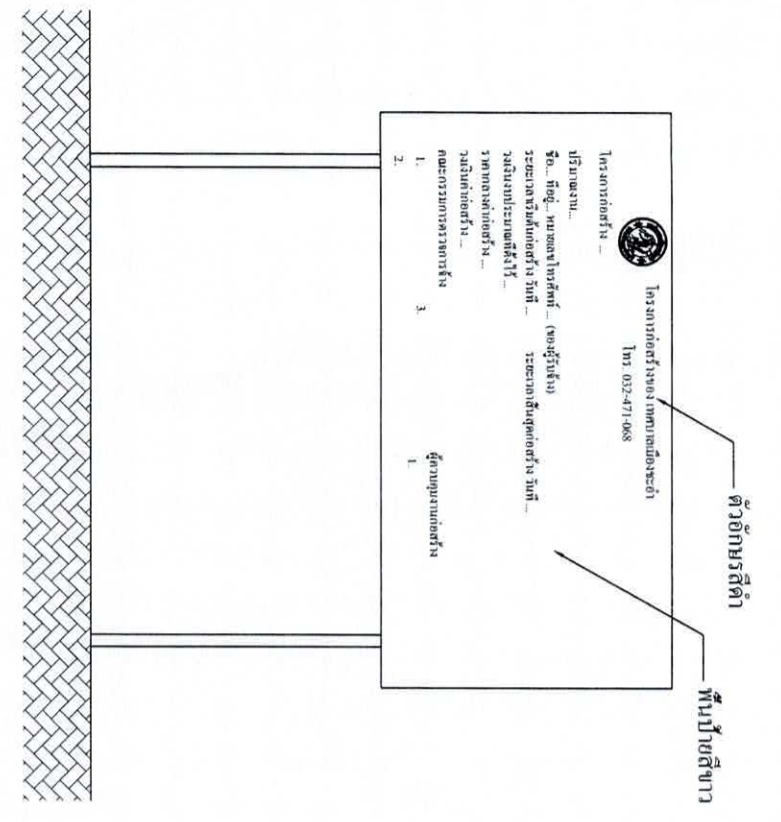 โครงการก่อสร้างของ เทศบาลเมืองชะอำ
โทร. 032-471-068
โครงการก่อสร้าง ...
ปริมาณงาน...
ชื่อ... ที่อยู่... หมายเลขโทรศัพท์ ... (ของผู้รับจ้าง)
ระยะเวลาเริ่มต้นก่อสร้าง วันที่ ... ระยะเวลาสิ้นสุดก่อสร้าง วันที่ ...
วงเงินงบประมาณที่ตั้งไว้ ...
ราคากลางค่าก่อสร้าง ...
วงเงินค่าก่อสร้าง ...
คณะกรรมการตรวจการจ้าง ผู้ควบคุมงานก่อสร้าง
1. 3. 1.
2.
ตัวอักษรสีดำ
พื้นป้ายสีขาว